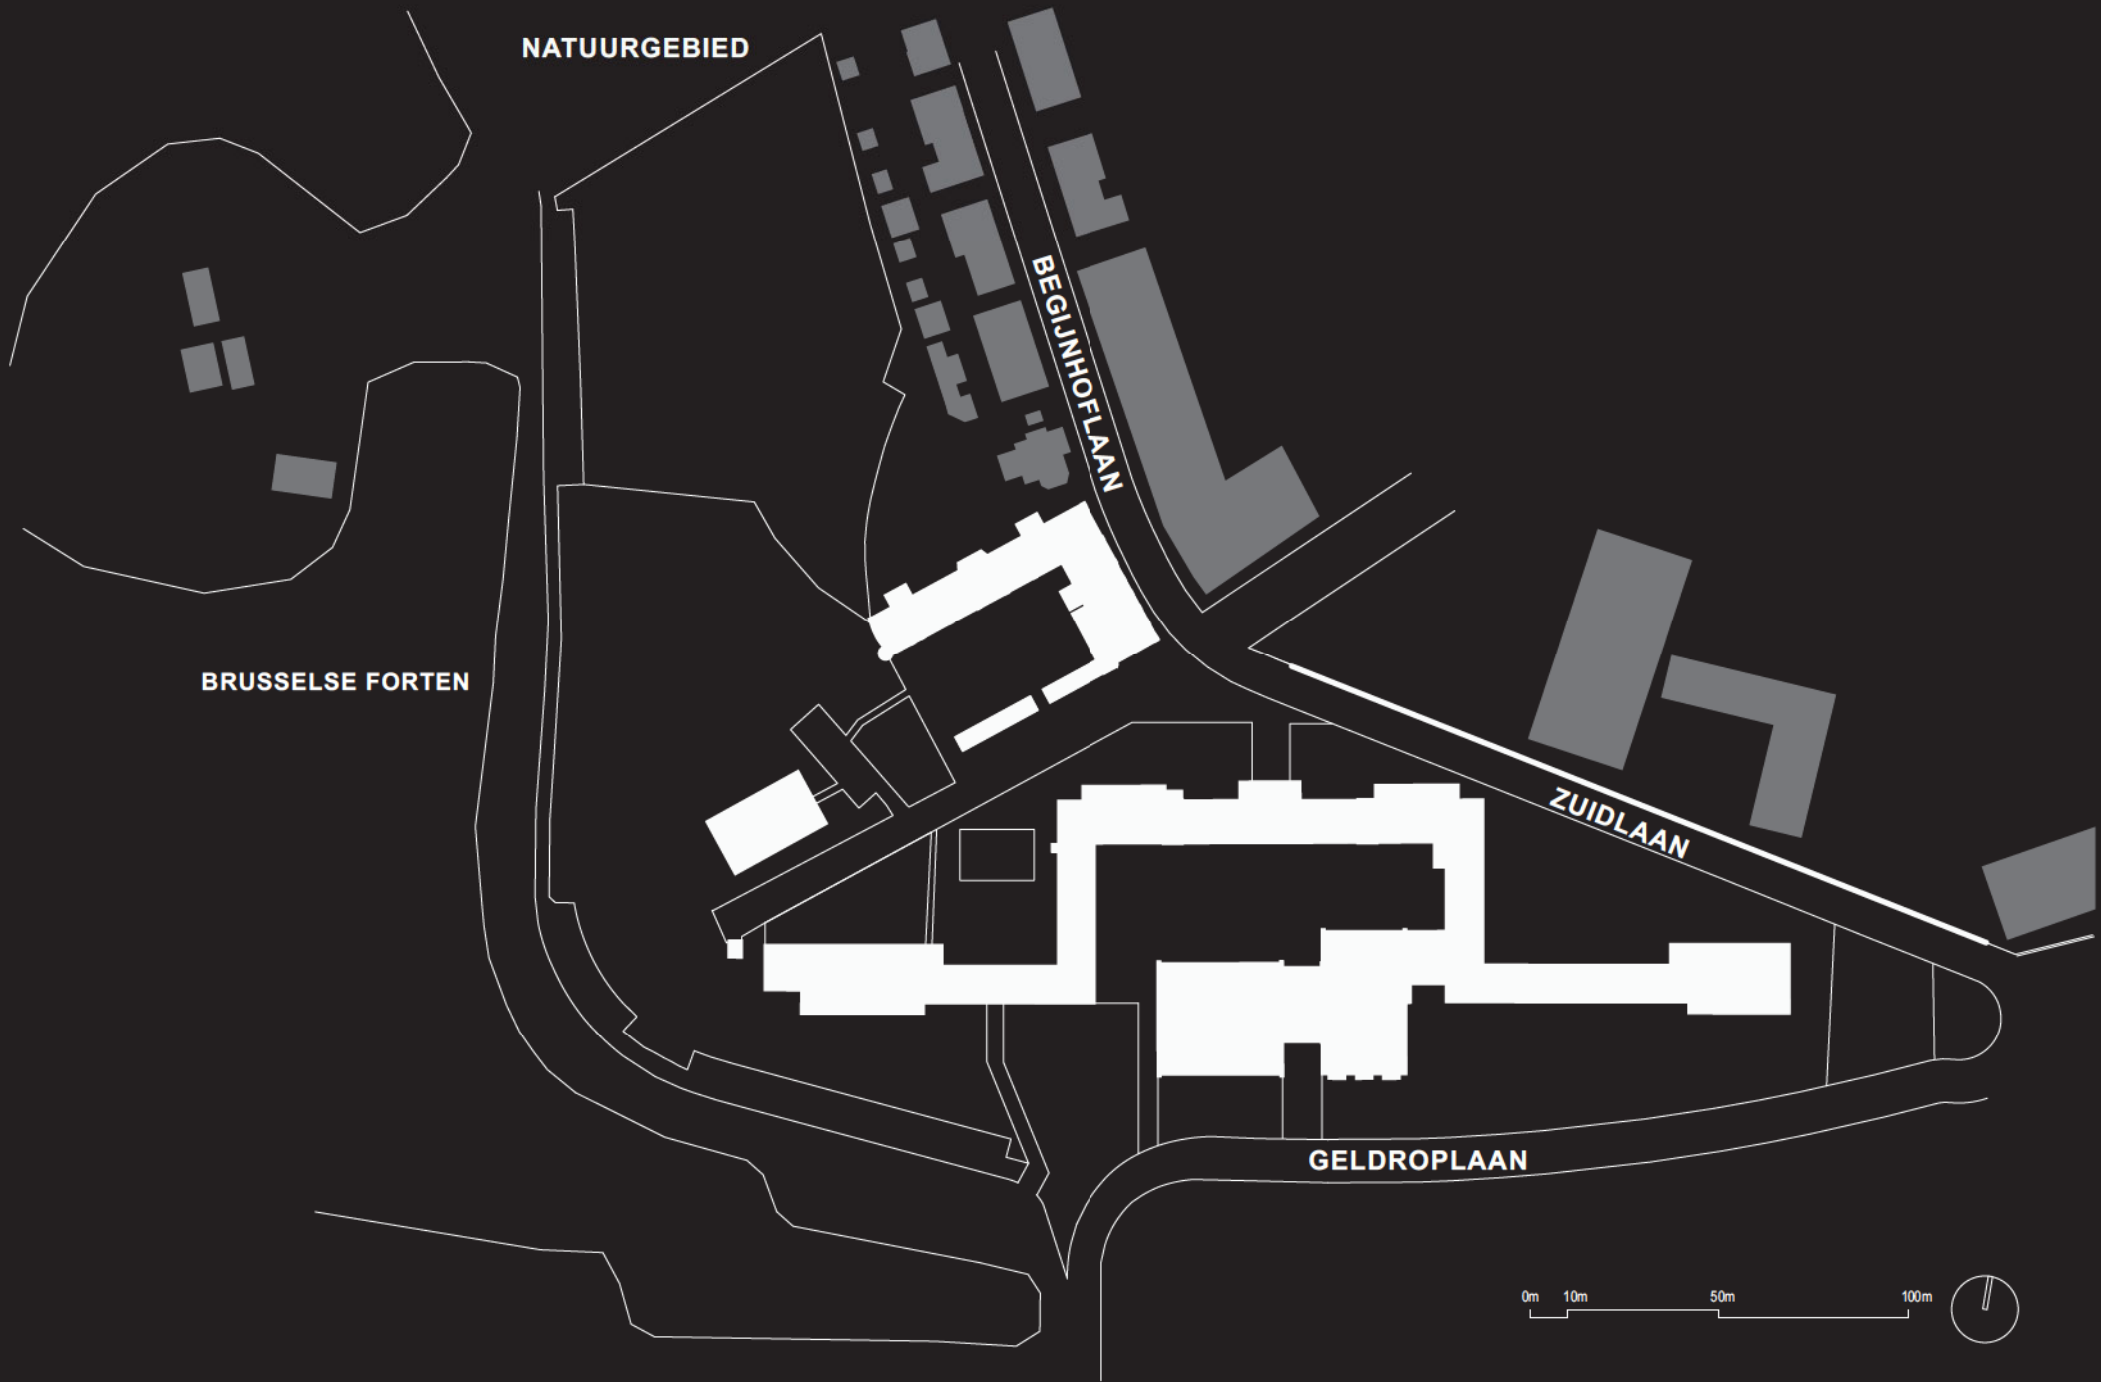 NATUURGEBIED
BEGIJNHOFLAAN
BRUSSELSE FORTEN
ZUIDLAAN
GELDROPLAAN
0m 10m 50m 100m